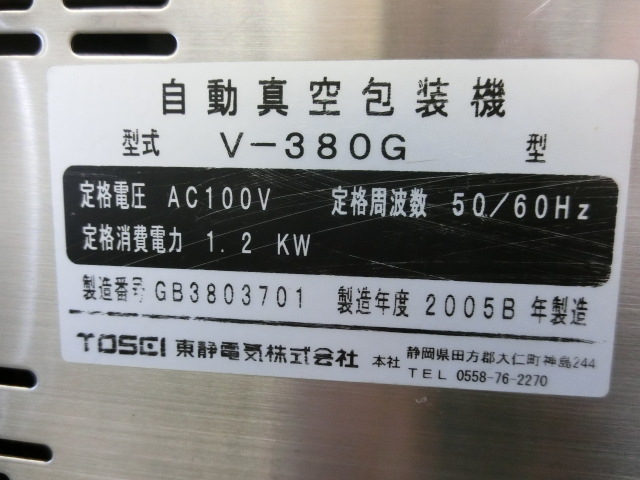 自動真空包装機
型式 V-380G 型
定格電圧 AC100V 定格周波数 50/60Hz
定格消費電力 1.2 KW
製造番号 GB3803701 製造年度 2005B 年製造
TOSEI 東静電気株式会社 本社 静岡県田方郡大仁町神島244
TEL 0558-76-2270